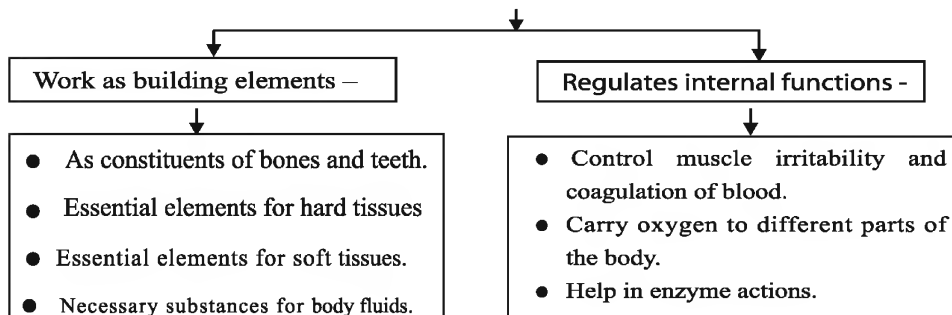 Work as building elements –
Regulates internal functions -
● As constituents of bones and teeth.
● Essential elements for hard tissues
● Essential elements for soft tissues.
● Necessary substances for body fluids.
● Control muscle irritability and
coagulation of blood.
● Carry oxygen to different parts of
the body.
● Help in enzyme actions.